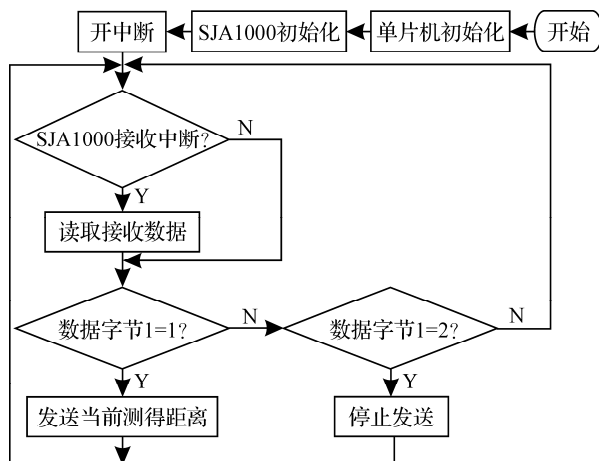 开中断
SJA1000初始化
单片机初始化
开始
SJA1000接收中断?
N
Y
读取接收数据
数据字节1=1?
N
数据字节1=2?
N
Y
Y
发送当前测得距离
停止发送